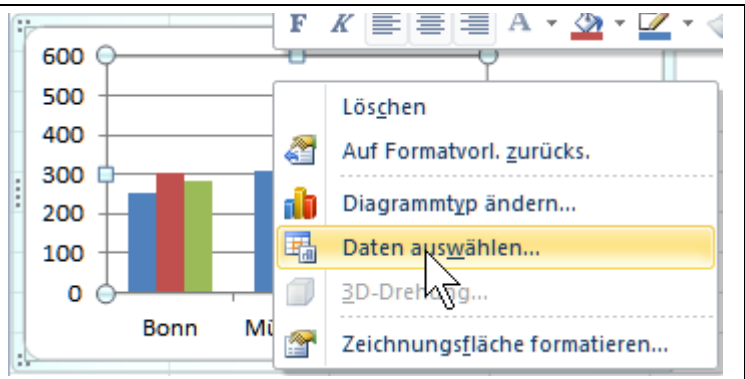 F K A
600
500
400
300
200
100
0
Bonn Mü
Löschen
Auf Formatvorl. zurücks.
Diagrammtyp ändern...
Daten auswählen...
3D-Drehung...
Zeichnungsfläche formatieren...